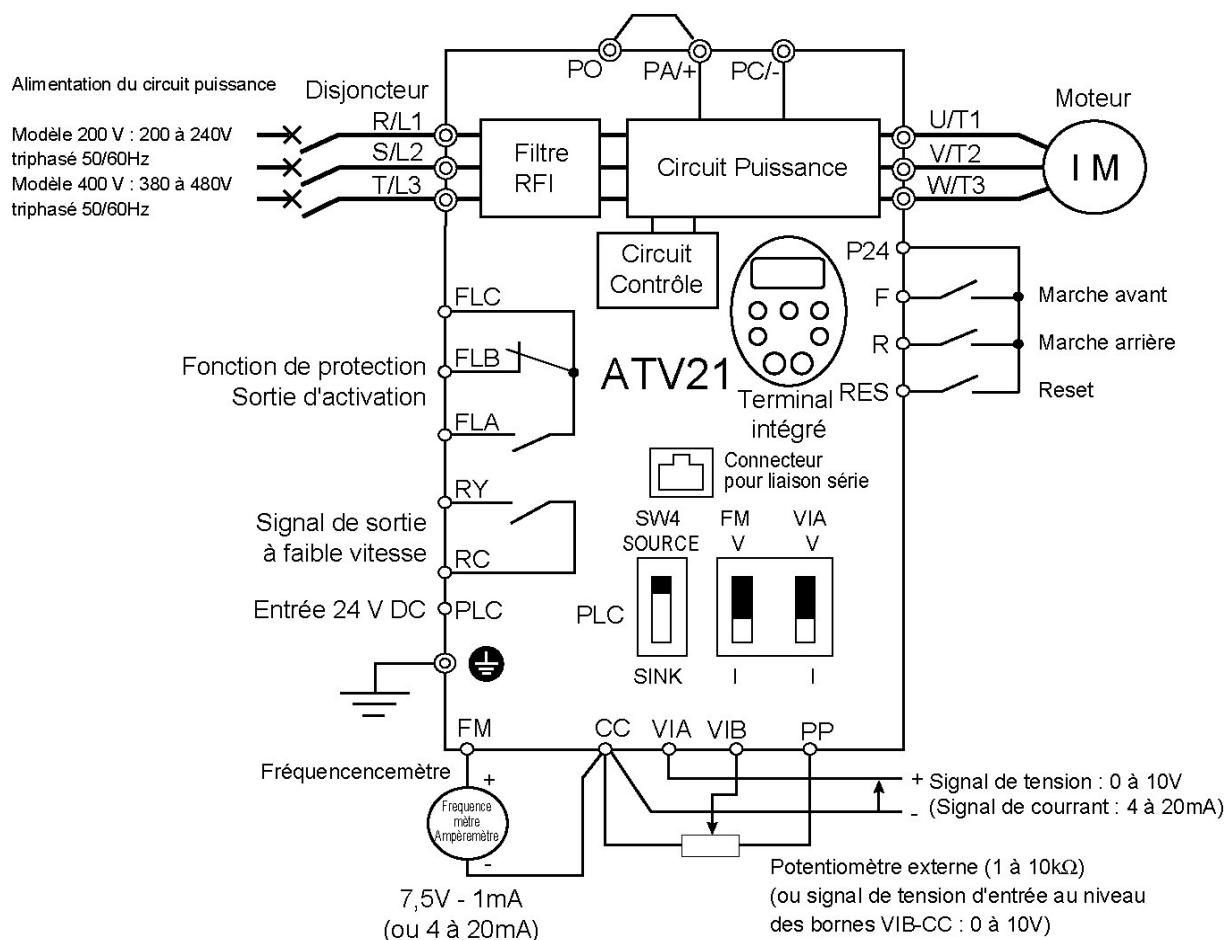 PO
PA/+
PC/-
Alimentation du circuit puissance
Disjoncteur
Moteur
Modèle 200 V : 200 à 240V
triphasé 50/60Hz
Modèle 400 V : 380 à 480V
triphasé 50/60Hz
R/L1
S/L2
T/L3
Filtre
RFI
Circuit Puissance
U/T1
V/T2
W/T3
I M
Circuit
Contrôle
P24
F
Marche avant
R
Marche arrière
RES
Reset
FLC
FLB
FLA
Fonction de protection
Sortie d'activation
ATV21
Terminal
intégré
Connecteur
pour liaison série
RY
RC
Signal de sortie
à faible vitesse
Entrée 24 V DC
PLC
SW4
SOURCE
PLC
SINK
FM
V
I
VIA
V
I
FM
CC
VIA
VIB
PP
Fréquencencemètre
+
Frequence
mètre
Ampèremètre
-
7,5V - 1mA
(ou 4 à 20mA)
+ Signal de tension : 0 à 10V
- (Signal de courrant : 4 à 20mA)
Potentiomètre externe (1 à 10kΩ)
(ou signal de tension d'entrée au niveau
des bornes VIB-CC : 0 à 10V)